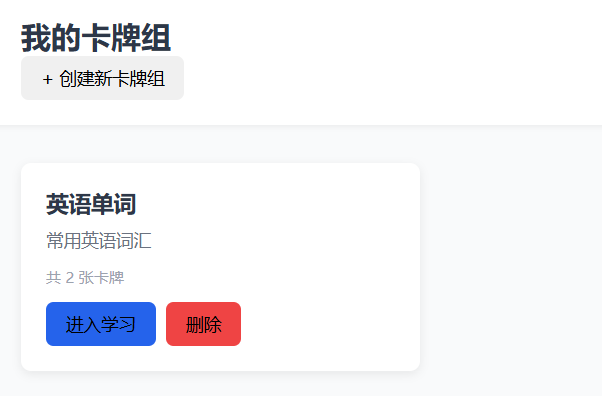 我的卡牌组
+ 创建新卡牌组
英语单词
常用英语词汇
共 2 张卡牌
进入学习 删除